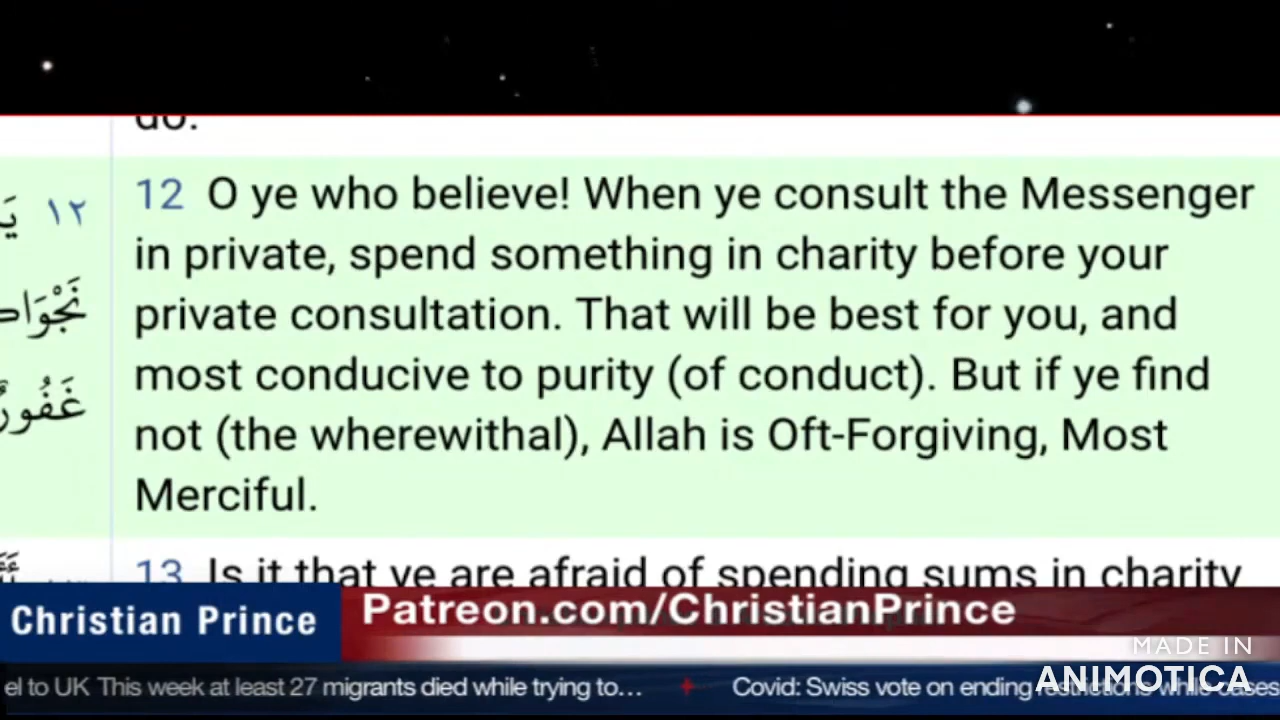 do.
12 O ye who believe! When ye consult the Messenger
in private, spend something in charity before your
private consultation. That will be best for you, and
most conducive to purity (of conduct). But if ye find
not (the wherewithal), Allah is Oft-Forgiving, Most
Merciful.
١٢
غَفُورٌ
13 Is it that ye are afraid of spending sums in charity
Christian Prince
Patreon.com/ChristianPrince
MADE IN
ANIMOTICA
el to UK This week at least 27 migrants died while trying to... Covid: Swiss vote on ending restrictions while cases